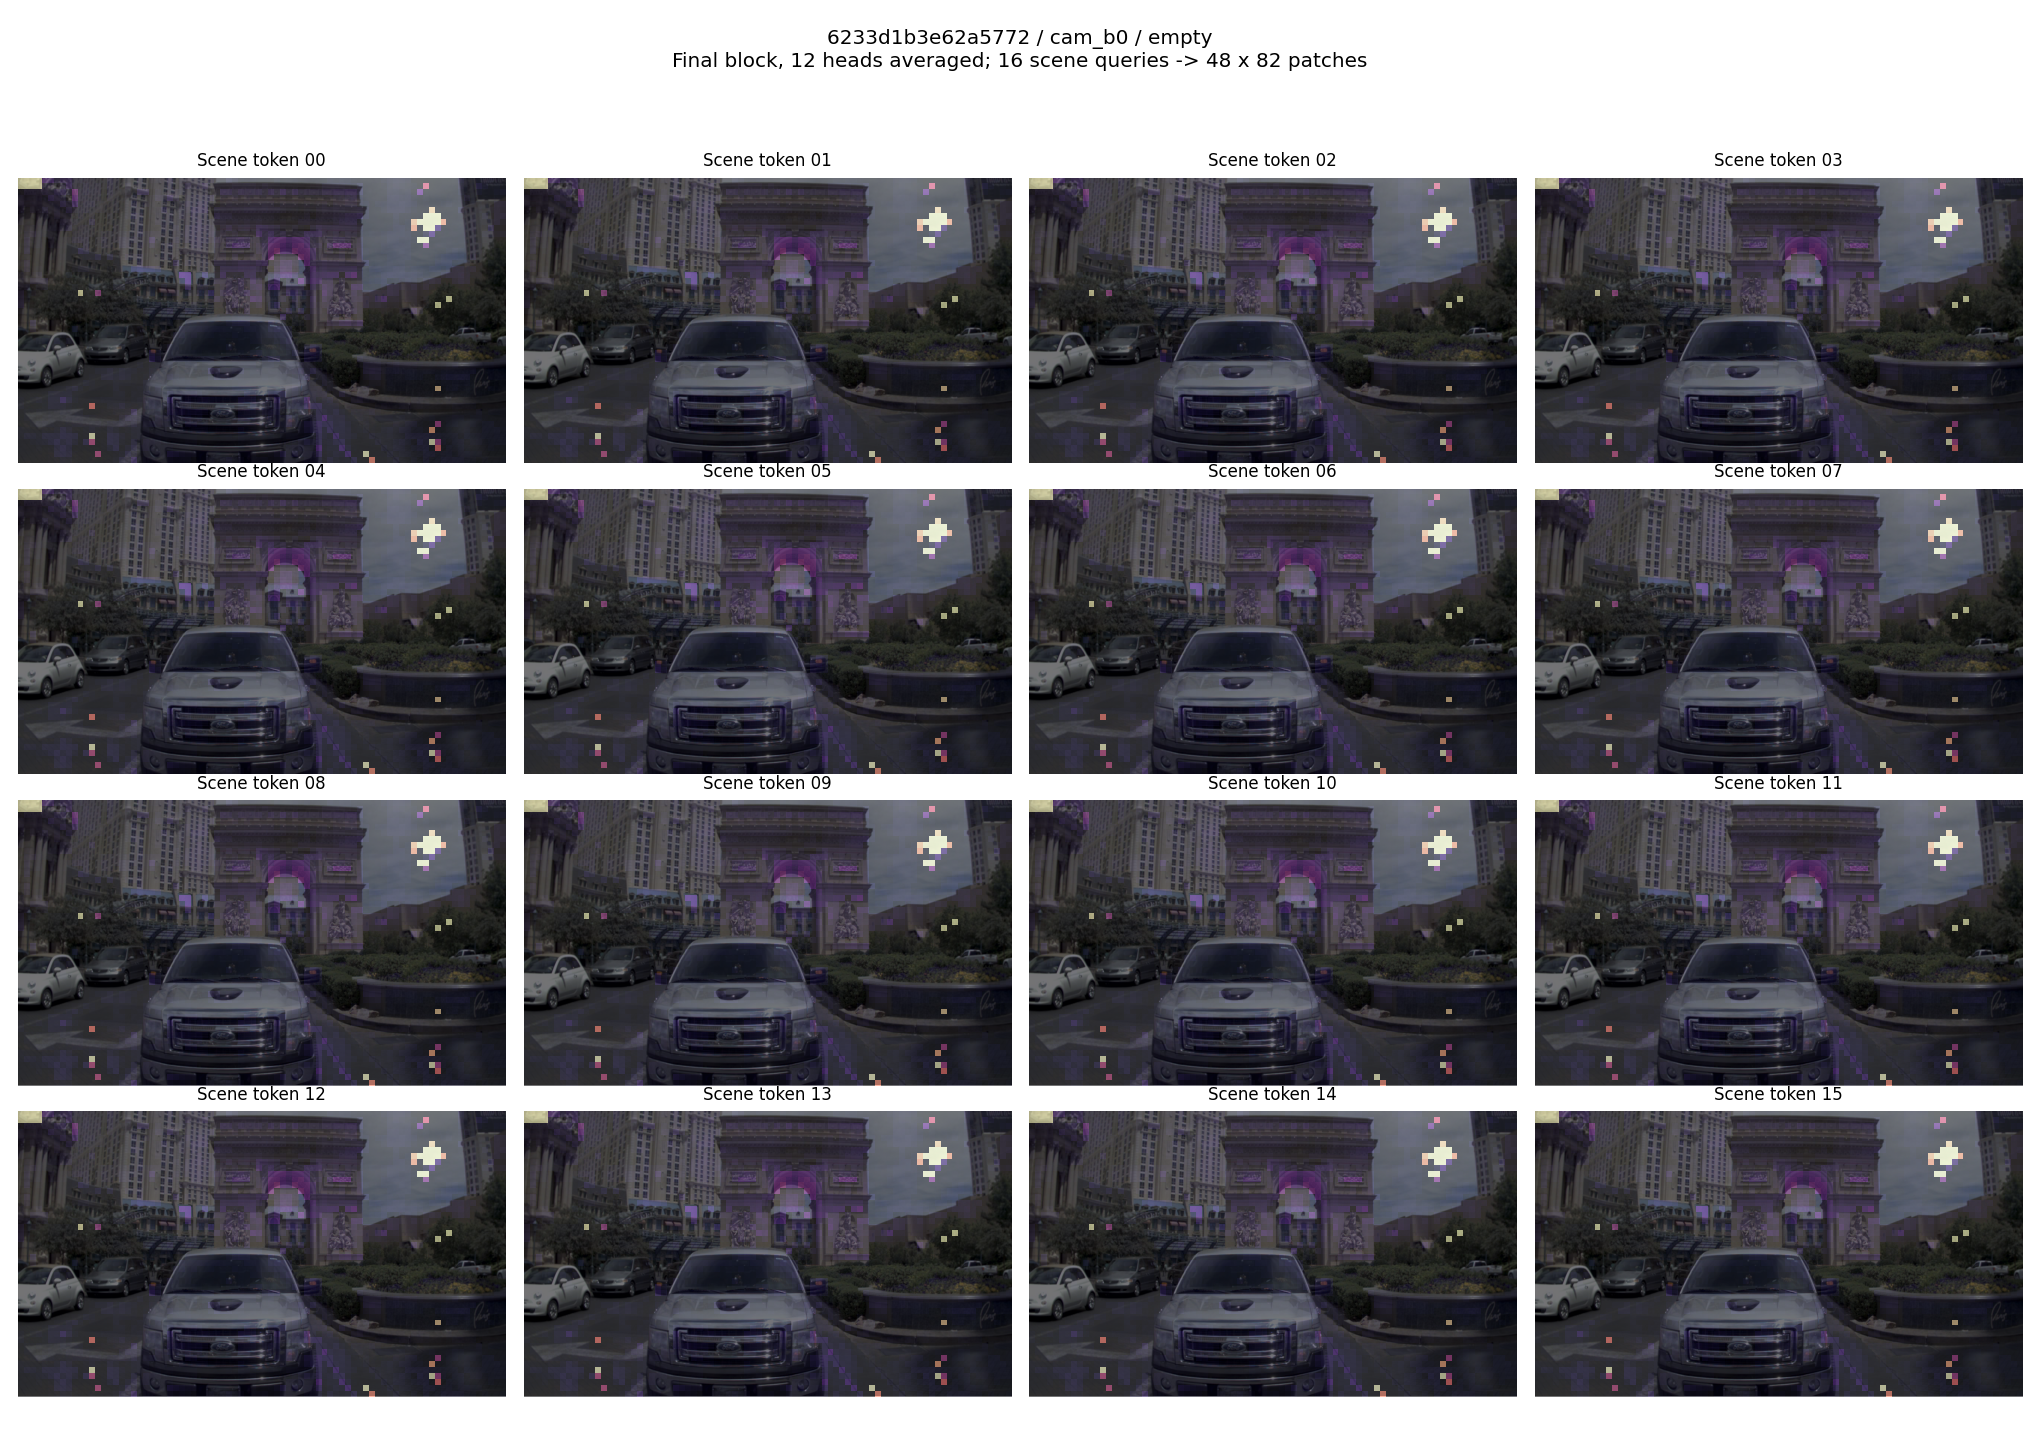 6233d1b3e62a5772 / cam_b0 / empty
Final block, 12 heads averaged; 16 scene queries -> 48 x 82 patches
Scene token 00
Scene token 01
Scene token 02
Scene token 03
Scene token 04
Scene token 05
Scene token 06
Scene token 07
Scene token 08
Scene token 09
Scene token 10
Scene token 11
Scene token 12
Scene token 13
Scene token 14
Scene token 15